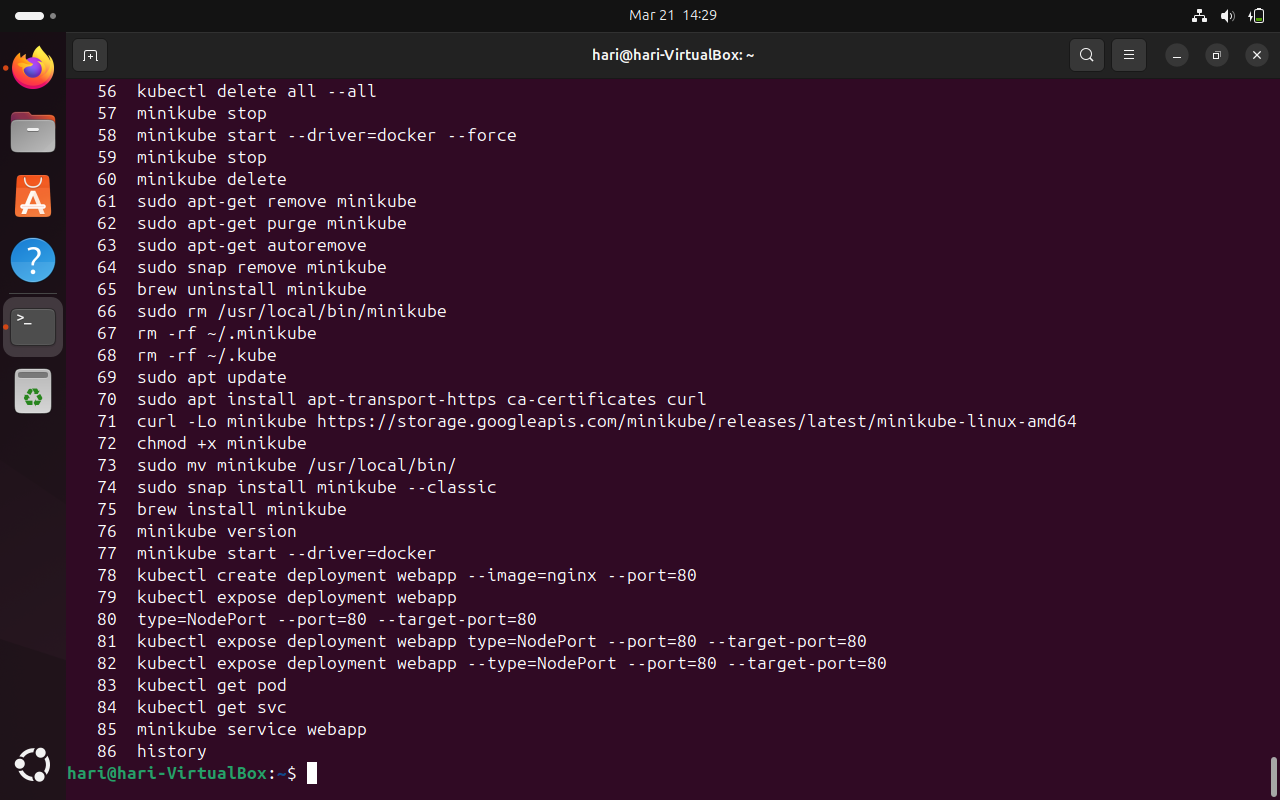 Mar 21 14:29
hari@hari-VirtualBox: ~
56 kubectl delete all --all
57 minikube stop
58 minikube start --driver=docker --force
59 minikube stop
60 minikube delete
61 sudo apt-get remove minikube
62 sudo apt-get purge minikube
63 sudo apt-get autoremove
64 sudo snap remove minikube
65 brew uninstall minikube
66 sudo rm /usr/local/bin/minikube
67 rm -rf ~/.minikube
68 rm -rf ~/.kube
69 sudo apt update
70 sudo apt install apt-transport-https ca-certificates curl
71 curl -Lo minikube https://storage.googleapis.com/minikube/releases/latest/minikube-linux-amd64
72 chmod +x minikube
73 sudo mv minikube /usr/local/bin/
74 sudo snap install minikube --classic
75 brew install minikube
76 minikube version
77 minikube start --driver=docker
78 kubectl create deployment webapp --image=nginx --port=80
79 kubectl expose deployment webapp
80 type=NodePort --port=80 --target-port=80
81 kubectl expose deployment webapp type=NodePort --port=80 --target-port=80
82 kubectl expose deployment webapp --type=NodePort --port=80 --target-port=80
83 kubectl get pod
84 kubectl get svc
85 minikube service webapp
86 history
hari@hari-VirtualBox:~$